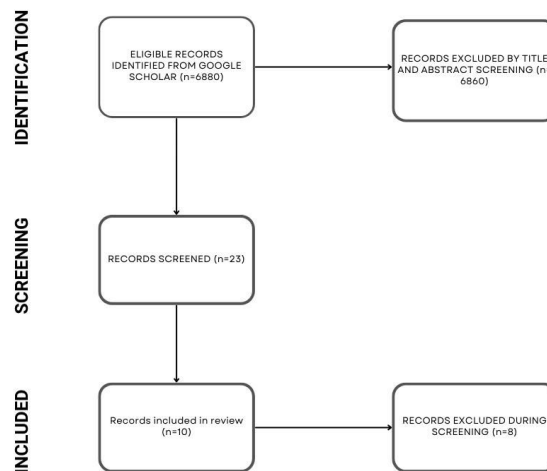 IDENTIFICATION
ELIGIBLE RECORDS
IDENTIFIED FROM GOOGLE
SCHOLAR (n=6880)
RECORDS EXCLUDED BY TITLE
AND ABSTRACT SCREENING (n=
6860)
SCREENING
RECORDS SCREENED (n=23)
INCLUDED
Records included in review
(n=10)
RECORDS EXCLUDED DURING
SCREENING (n=8)